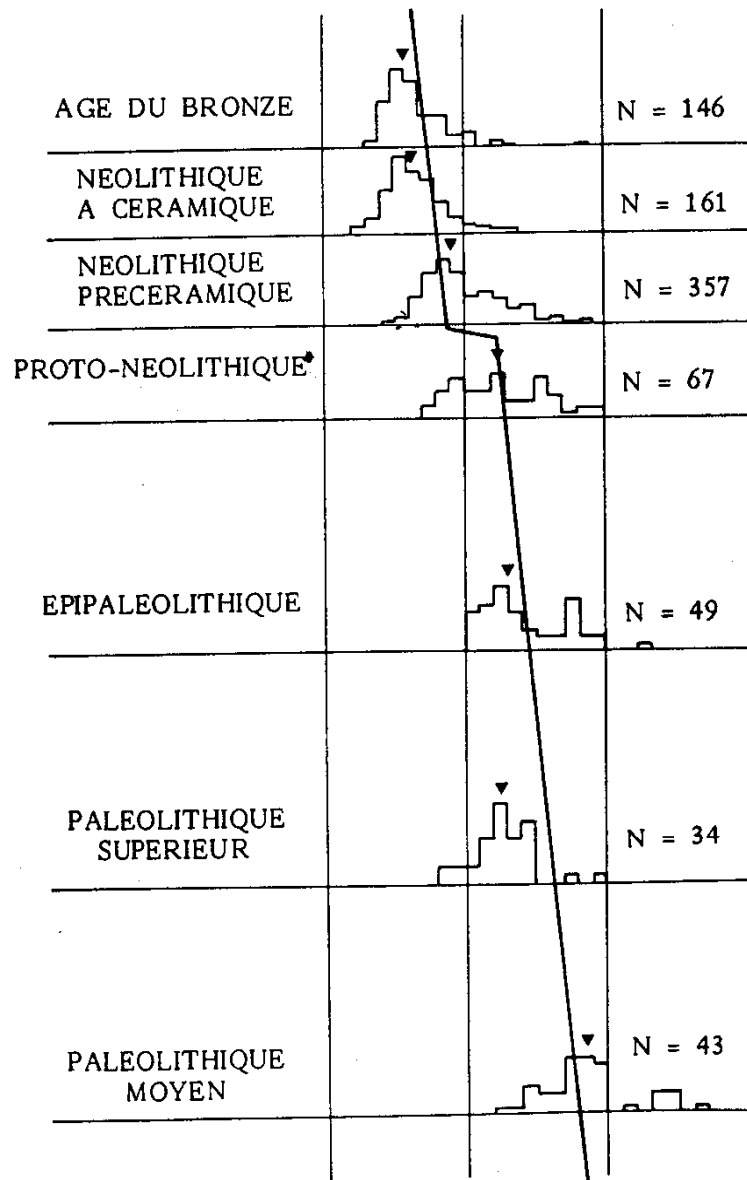 AGE DU BRONZE
N = 146
NEOLITHIQUE
A CERAMIQUE
N = 161
NEOLITHIQUE
PRECERAMIQUE
N = 357
PROTO-NEOLITHIQUE*
N = 67
EPIPALEOLITHIQUE
N = 49
PALEOLITHIQUE
SUPERIEUR
N = 34
PALEOLITHIQUE
MOYEN
N = 43